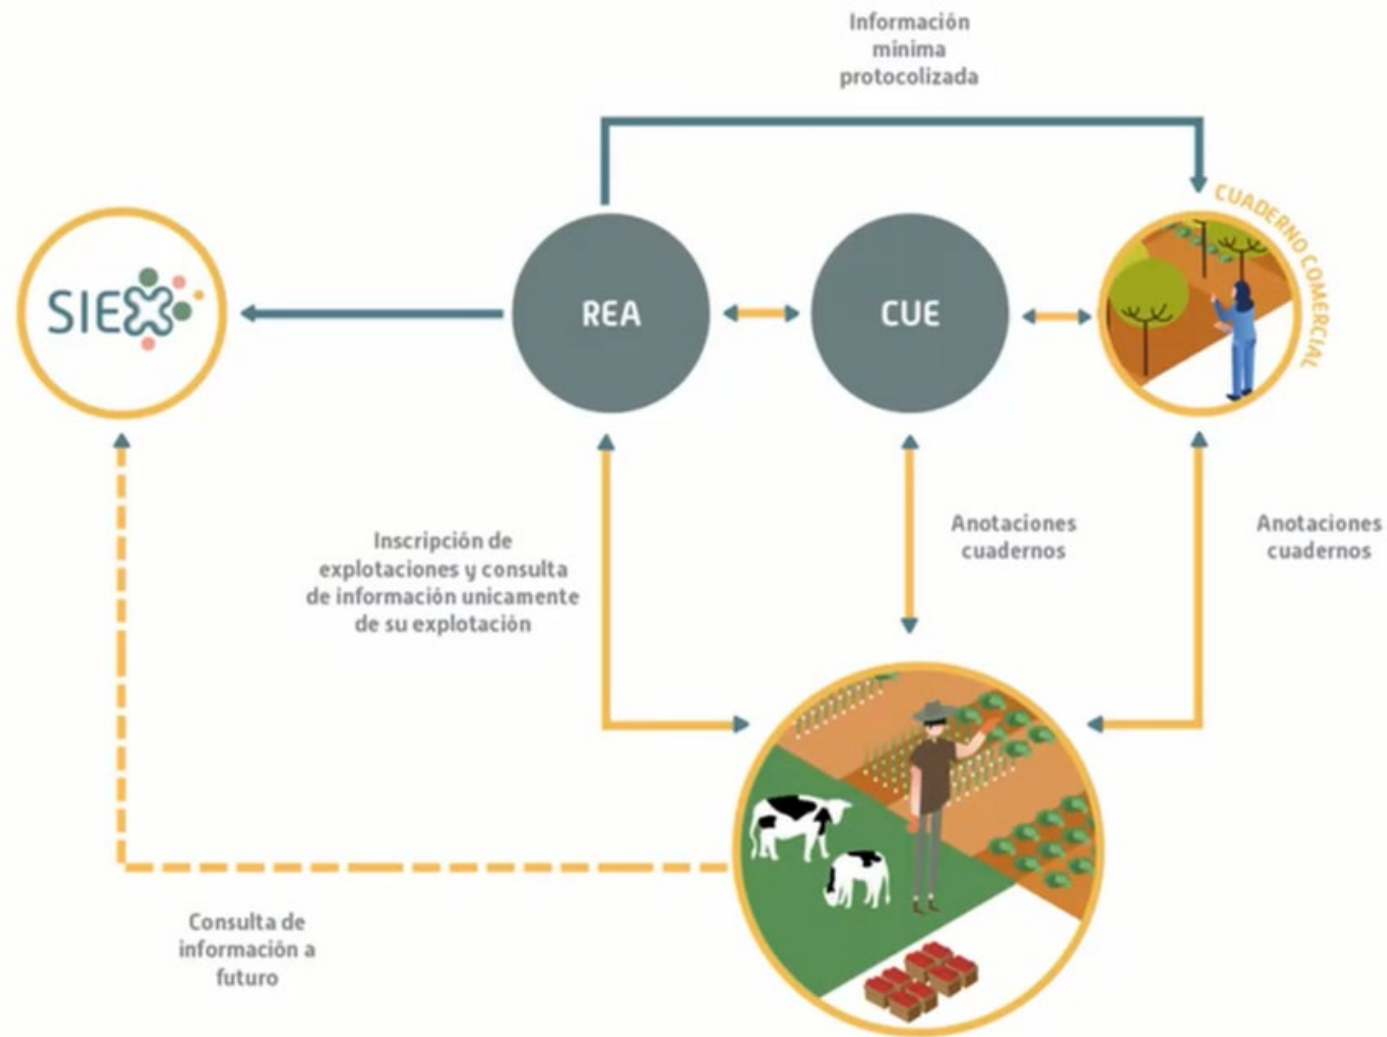 Información
mínima
protocolizada
CUADERNO COMERCIAL
SIEX
REA
CUE
Inscripción de
explotaciones y consulta
de información unicamente
de su explotación
Anotaciones
cuadernos
Anotaciones
cuadernos
Consulta de
información a
futuro